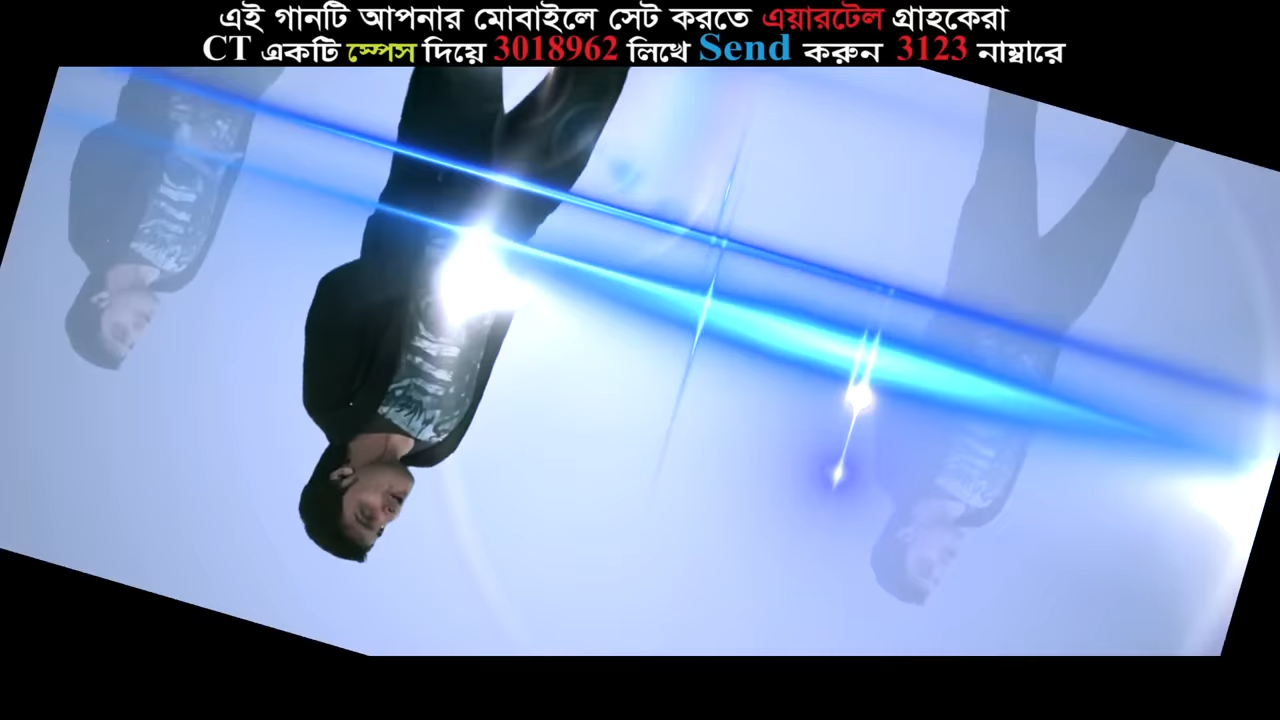 এই গানটি আপনার মোবাইলে সেট করতে এয়ারটেল গ্রাহকেরা
CT একটি স্পেস দিয়ে 3018962 লিখে Send করুন 3123 নাম্বারে